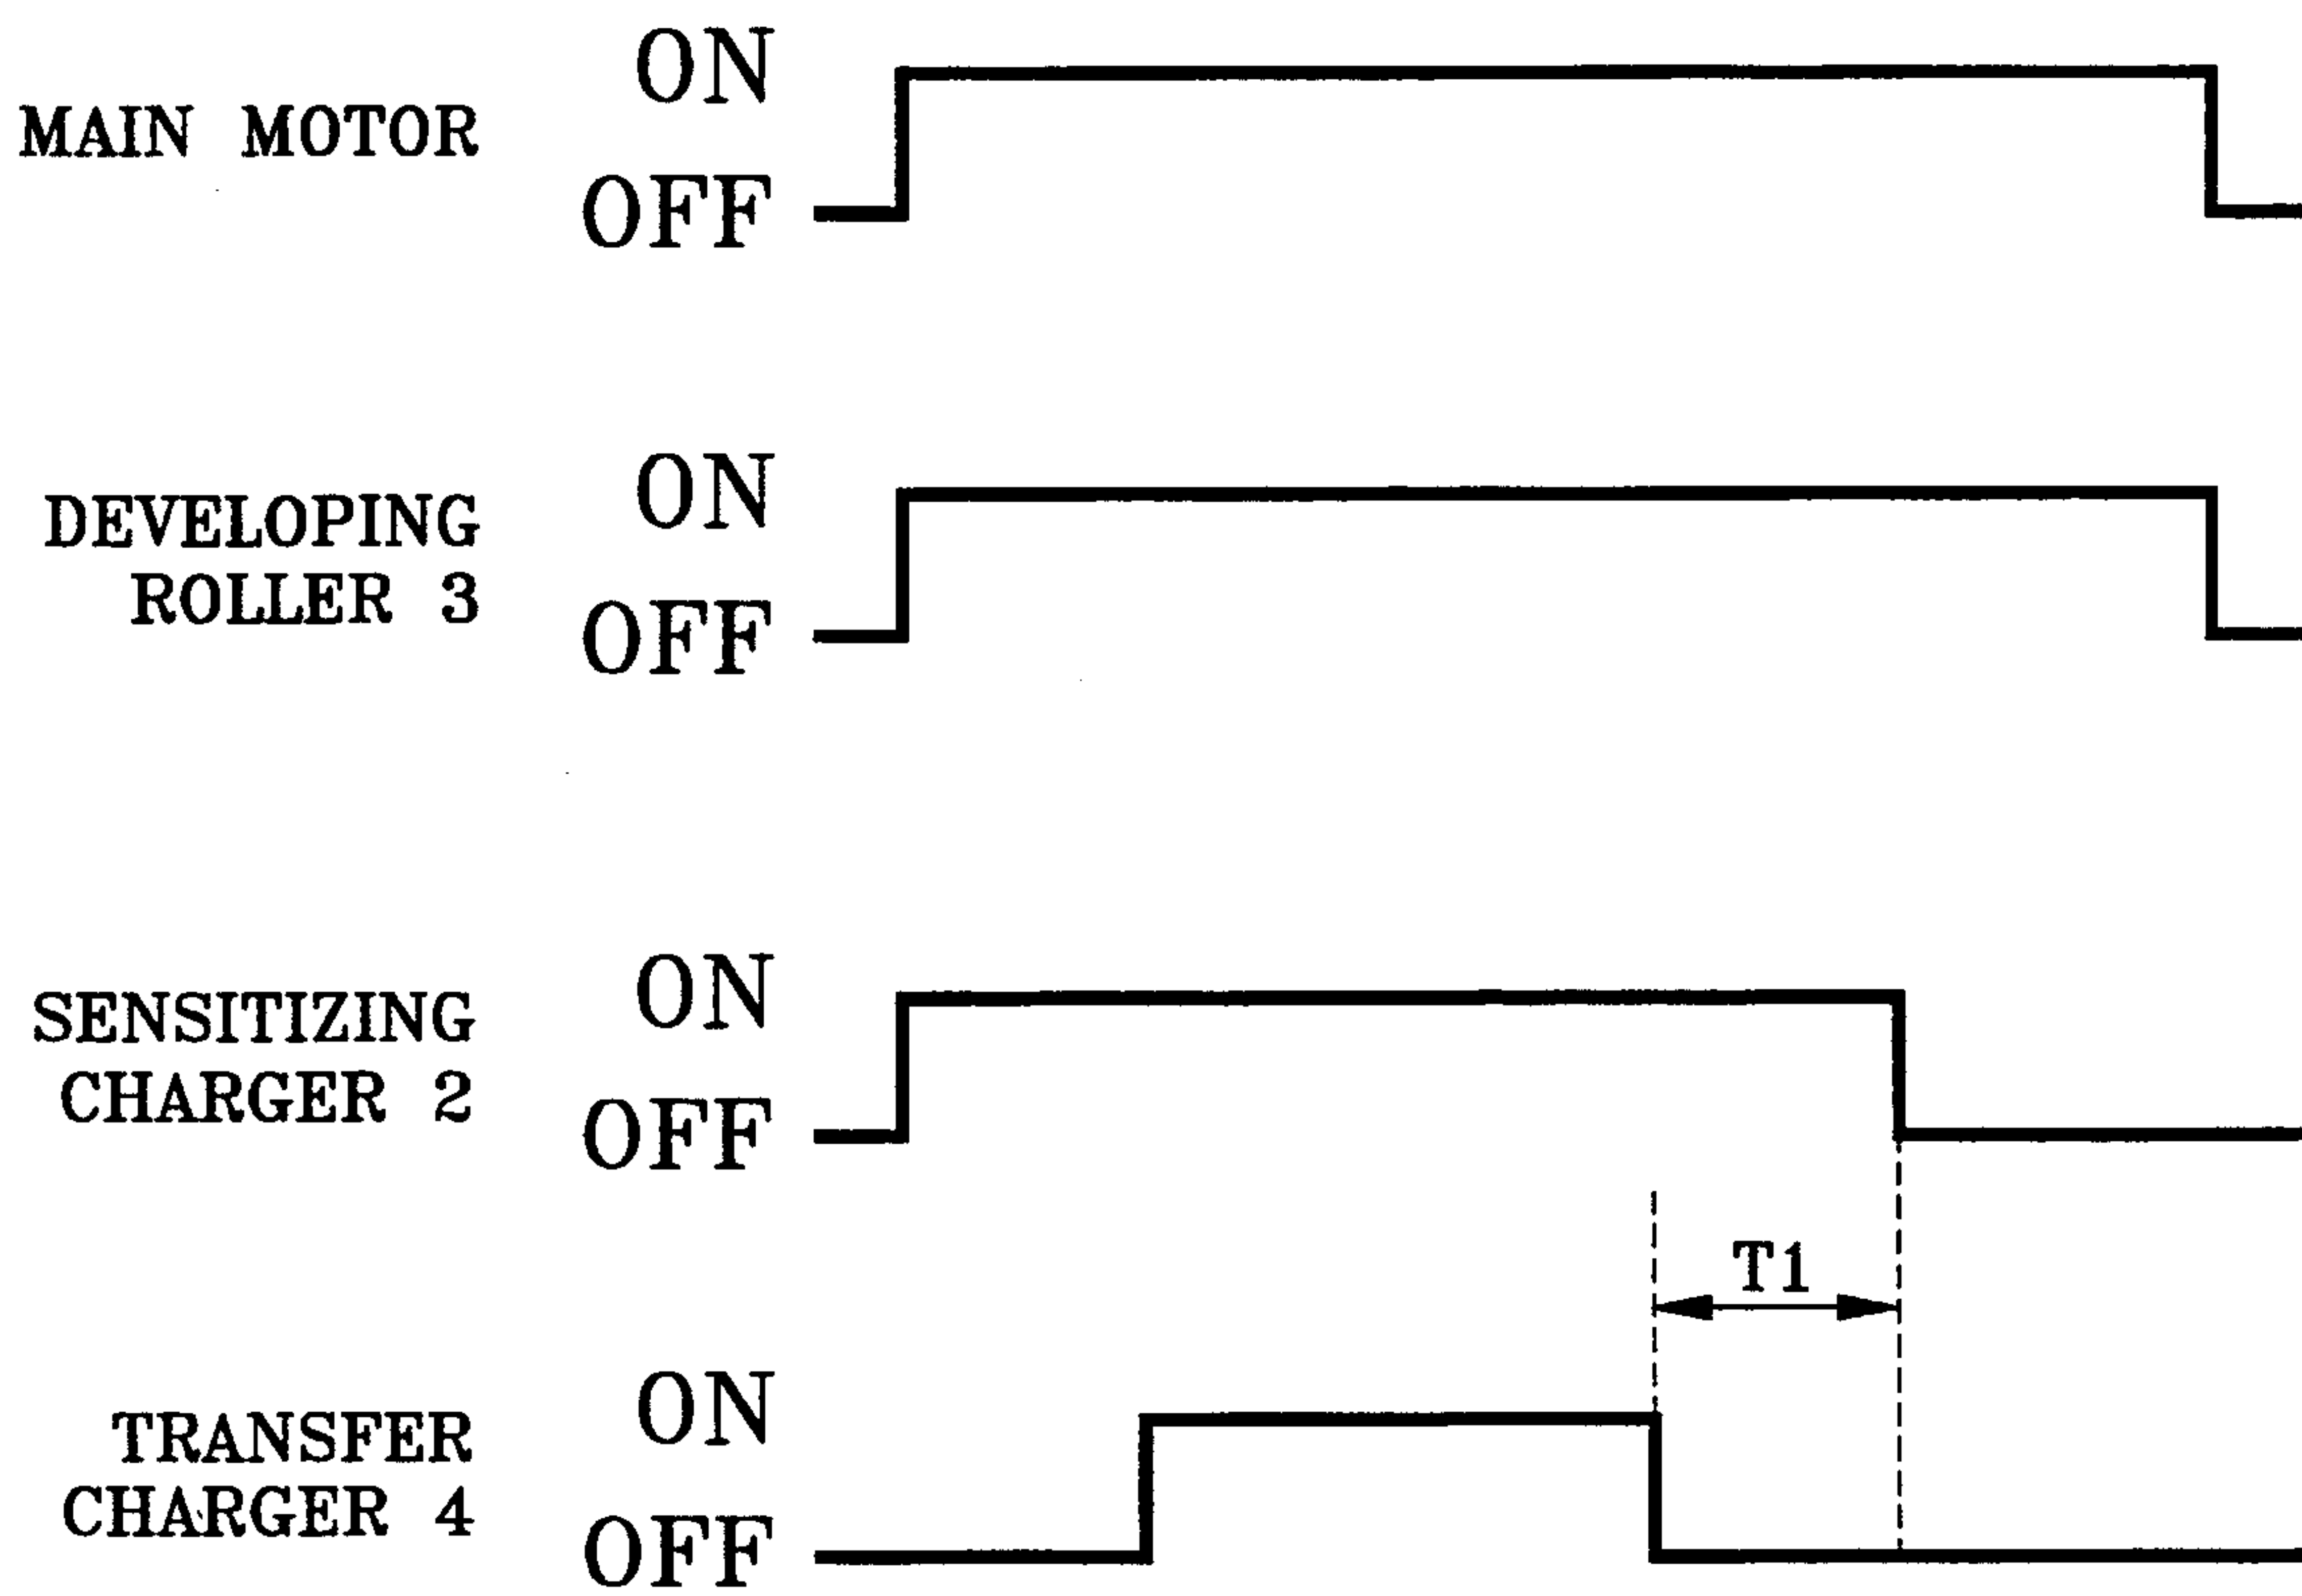 ON
MAIN MOTOR
OFF
ON
DEVELOPING
ROLLER 3
OFF
ON
SENSITIZING
CHARGER 2
OFF
T1
ON
TRANSFER
CHARGER 4
OFF